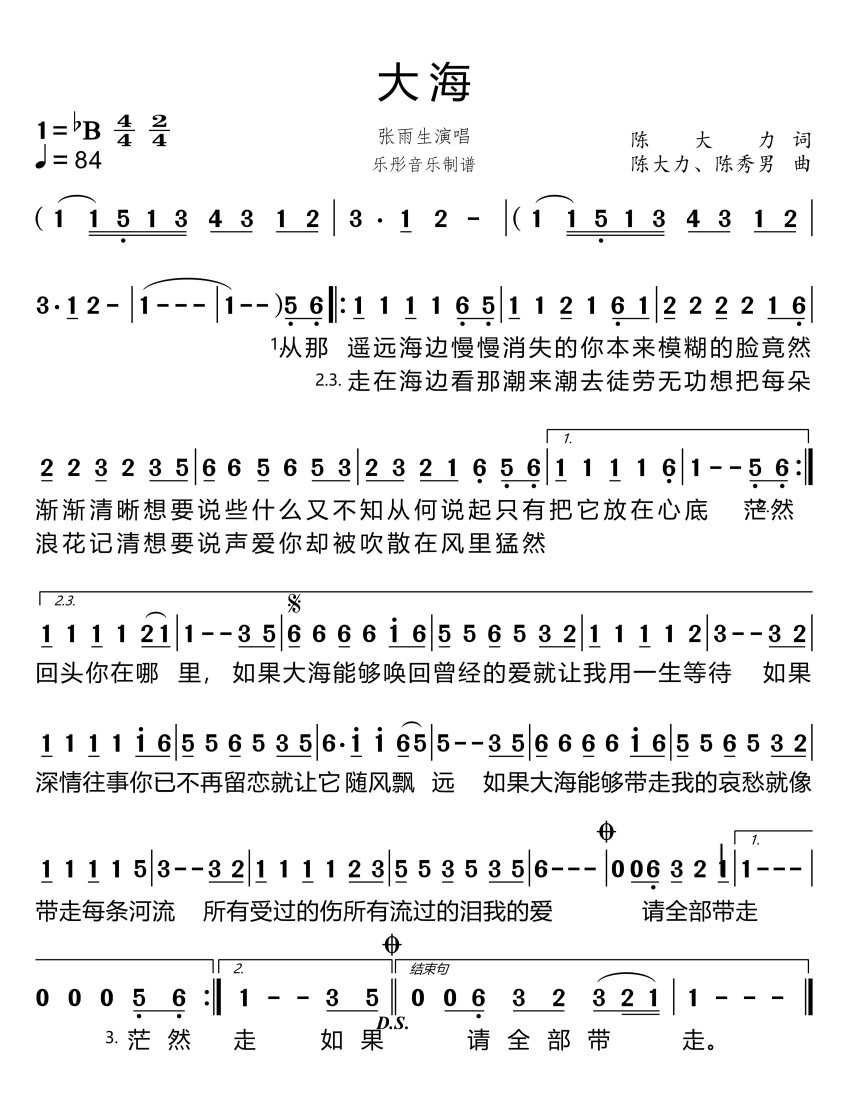 大海
1=♭B 4/4 2/4
♩=84
张雨生演唱
乐彤音乐制谱
陈大力 词
陈大力、陈秀男 曲
( 1 1 5 1 3 4 3 1 2 | 3 · 1 2 - | ( 1 1 5 1 3 4 3 1 2 |
3 · 1 2 - | 1 - - - | 1 - - ) 5 6 ‖: 1 1 1 1 6 5 | 1 1 2 1 6 1 | 2 2 2 2 1 6 |
1从那 遥远海边慢慢消失的你本来模糊的脸竟然
2.3. 走在海边看那潮来潮去徒劳无功想把每朵
1.
2 2 3 2 3 5 | 6 6 5 6 5 3 | 2 3 2 1 6 5 6 | 1 1 1 1 6 | 1 - - 5 6 :‖
渐渐清晰想要说些什么又不知从何说起只有把它放在心底 茫然
浪花记清想要说声爱你却被吹散在风里猛然
2.3.
1 1 1 1 2 1 | 1 - - 3 5 | 6 6 6 6 i 6 | 5 5 6 5 3 2 | 1 1 1 1 2 | 3 - - 3 2 |
回头你在哪 里, 如果大海能够唤回曾经的爱就让我用一生等待 如果
1 1 1 1 i 6 | 5 5 6 5 3 5 | 6 · i i 6 5 | 5 - - 3 5 | 6 6 6 6 i 6 | 5 5 6 5 3 2 |
深情往事你已不再留恋就让它随风飘 远 如果大海能够带走我的哀愁就像
1.
1 1 1 1 5 | 3 - - 3 2 | 1 1 1 1 2 3 | 5 5 3 5 3 5 | 6 - - - | 0 0 6 3 2 1 | 1 - - - |
带走每条河流 所有受过的伤所有流过的泪我的爱 请全部带走
2. 结束句
0 0 0 5 6 :‖ 1 - - 3 5 ‖ 0 0 6 3 2 3 2 1 | 1 - - - ‖
D.S.
3. 茫然 走 如果 请全部带 走。